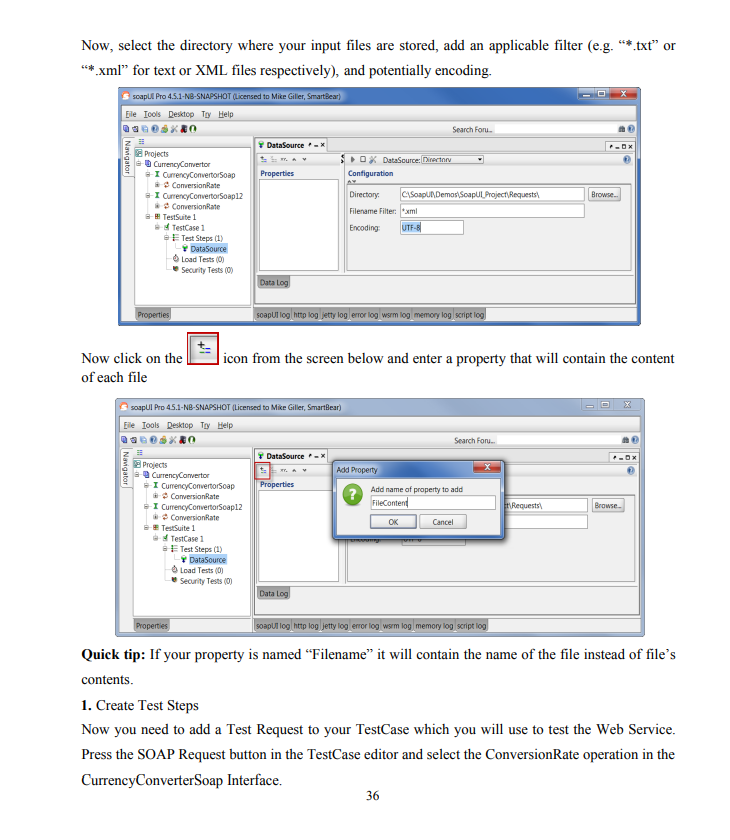 Now, select the directory where your input files are stored, add an applicable filter (e.g. “*.txt” or
“*.xml” for text or XML files respectively), and potentially encoding.
soapUI Pro 4.5.1-NB-SNAPSHOT (Licensed to Mike Giller, SmartBear)
File Tools Desktop Try Help
Search Foru...
Navigator
Projects
CurrencyConvertor
CurrencyConvertorSoap
ConversionRate
CurrencyConvertorSoap12
ConversionRate
TestSuite 1
TestCase 1
Test Steps (1)
DataSource
Load Tests (0)
Security Tests (0)
Properties
DataSource
DataSource: Directory
Properties
Configuration
Directory: C:\SoapUI\Demos\SoapUI_Project\Requests\ Browse...
Filename Filter: *.xml
Encoding: UTF-8
Data Log
soapUI log http log jetty log error log wsrm log memory log script log
Now click on the icon from the screen below and enter a property that will contain the content
of each file
soapUI Pro 4.5.1-NB-SNAPSHOT (Licensed to Mike Giller, SmartBear)
File Tools Desktop Try Help
Search Foru...
Navigator
Projects
CurrencyConvertor
CurrencyConvertorSoap
ConversionRate
CurrencyConvertorSoap12
ConversionRate
TestSuite 1
TestCase 1
Test Steps (1)
DataSource
Load Tests (0)
Security Tests (0)
Properties
DataSource
Properties
Add Property
Add name of property to add
FileContent
OK Cancel
\Requests\ Browse...
Data Log
soapUI log http log jetty log error log wsrm log memory log script log
Quick tip: If your property is named “Filename” it will contain the name of the file instead of file’s
contents.
1. Create Test Steps
Now you need to add a Test Request to your TestCase which you will use to test the Web Service.
Press the SOAP Request button in the TestCase editor and select the ConversionRate operation in the
CurrencyConverterSoap Interface.
36